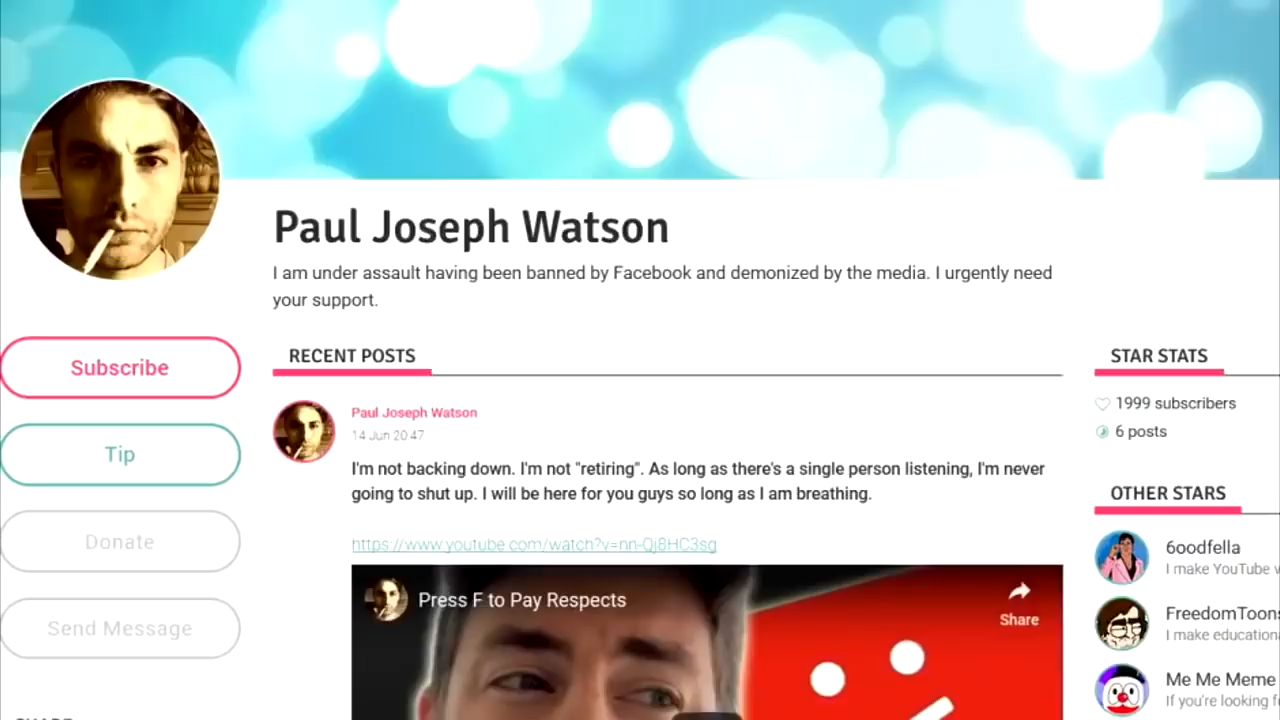 Paul Joseph Watson
I am under assault having been banned by Facebook and demonized by the media. I urgently need
your support.
Subscribe
Tip
Donate
Send Message
RECENT POSTS
Paul Joseph Watson
14 Jun 20:47
I'm not backing down. I'm not "retiring". As long as there's a single person listening, I'm never
going to shut up. I will be here for you guys so long as I am breathing.
https://www.youtube.com/watch?v=nn-Qj8HC3sg
Press F to Pay Respects
Share
STAR STATS
1999 subscribers
6 posts
OTHER STARS
6oodfella
I make YouTube v
FreedomToons
I make educationa
Me Me Meme
If you're looking f